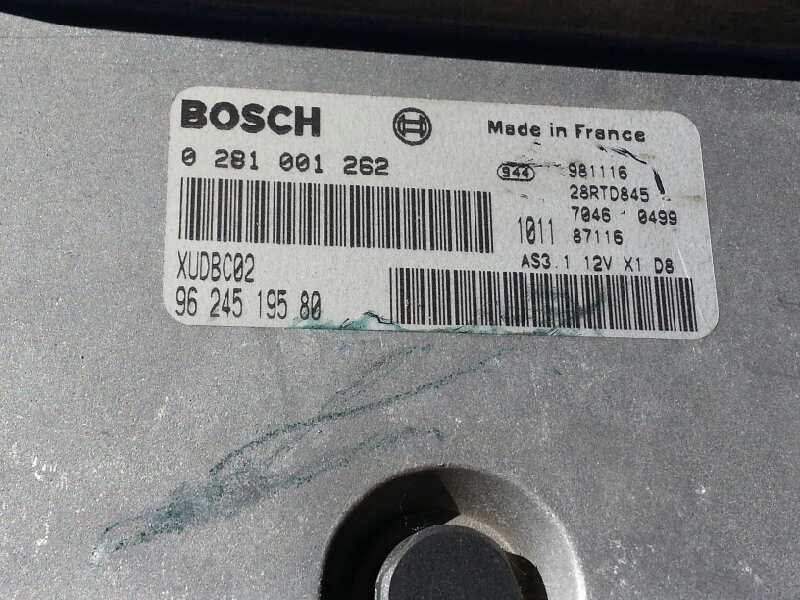 BOSCH
Made in France
0 281 001 262
944 981116
28RTD845
7046 0499
1011 87116
XUDBC02
AS3.1 12V X1 D8
96 245 195 80